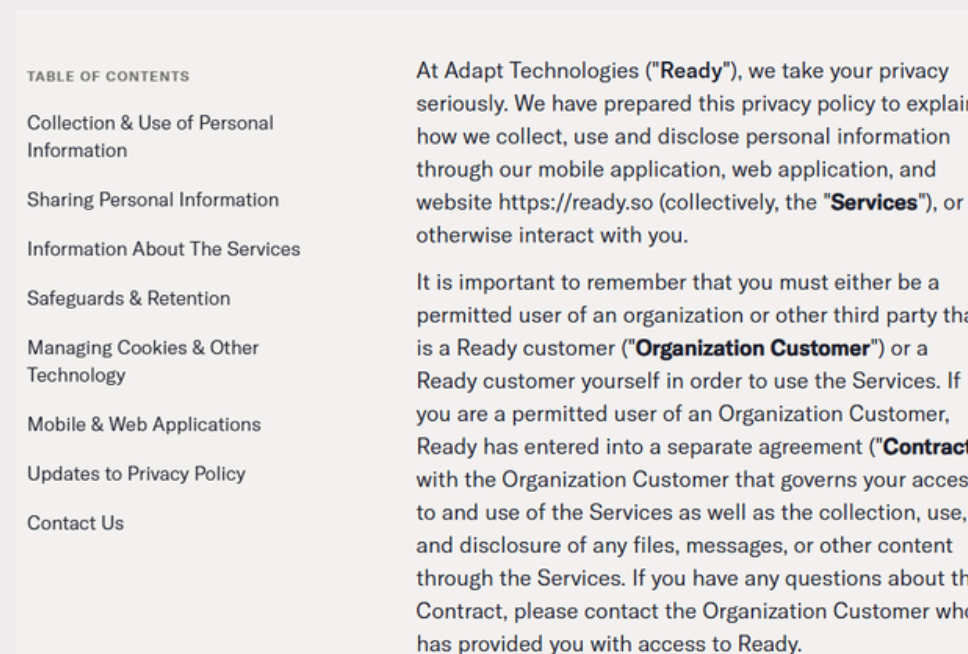 TABLE OF CONTENTS
Collection & Use of Personal
Information
Sharing Personal Information
Information About The Services
Safeguards & Retention
Managing Cookies & Other
Technology
Mobile & Web Applications
Updates to Privacy Policy
Contact Us
At Adapt Technologies ("Ready"), we take your privacy
seriously. We have prepared this privacy policy to explain
how we collect, use and disclose personal information
through our mobile application, web application, and
website https://ready.so (collectively, the "Services"), or
otherwise interact with you.
It is important to remember that you must either be a
permitted user of an organization or other third party tha
is a Ready customer ("Organization Customer") or a
Ready customer yourself in order to use the Services. If
you are a permitted user of an Organization Customer,
Ready has entered into a separate agreement ("Contract
with the Organization Customer that governs your acces
to and use of the Services as well as the collection, use,
and disclosure of any files, messages, or other content
through the Services. If you have any questions about th
Contract, please contact the Organization Customer who
has provided you with access to Ready.